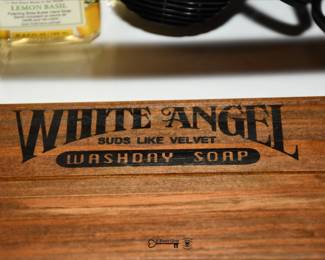 LEMON BASIL
WHITE ANGEL
SUDS LIKE VELVET
WASHDAY SOAP